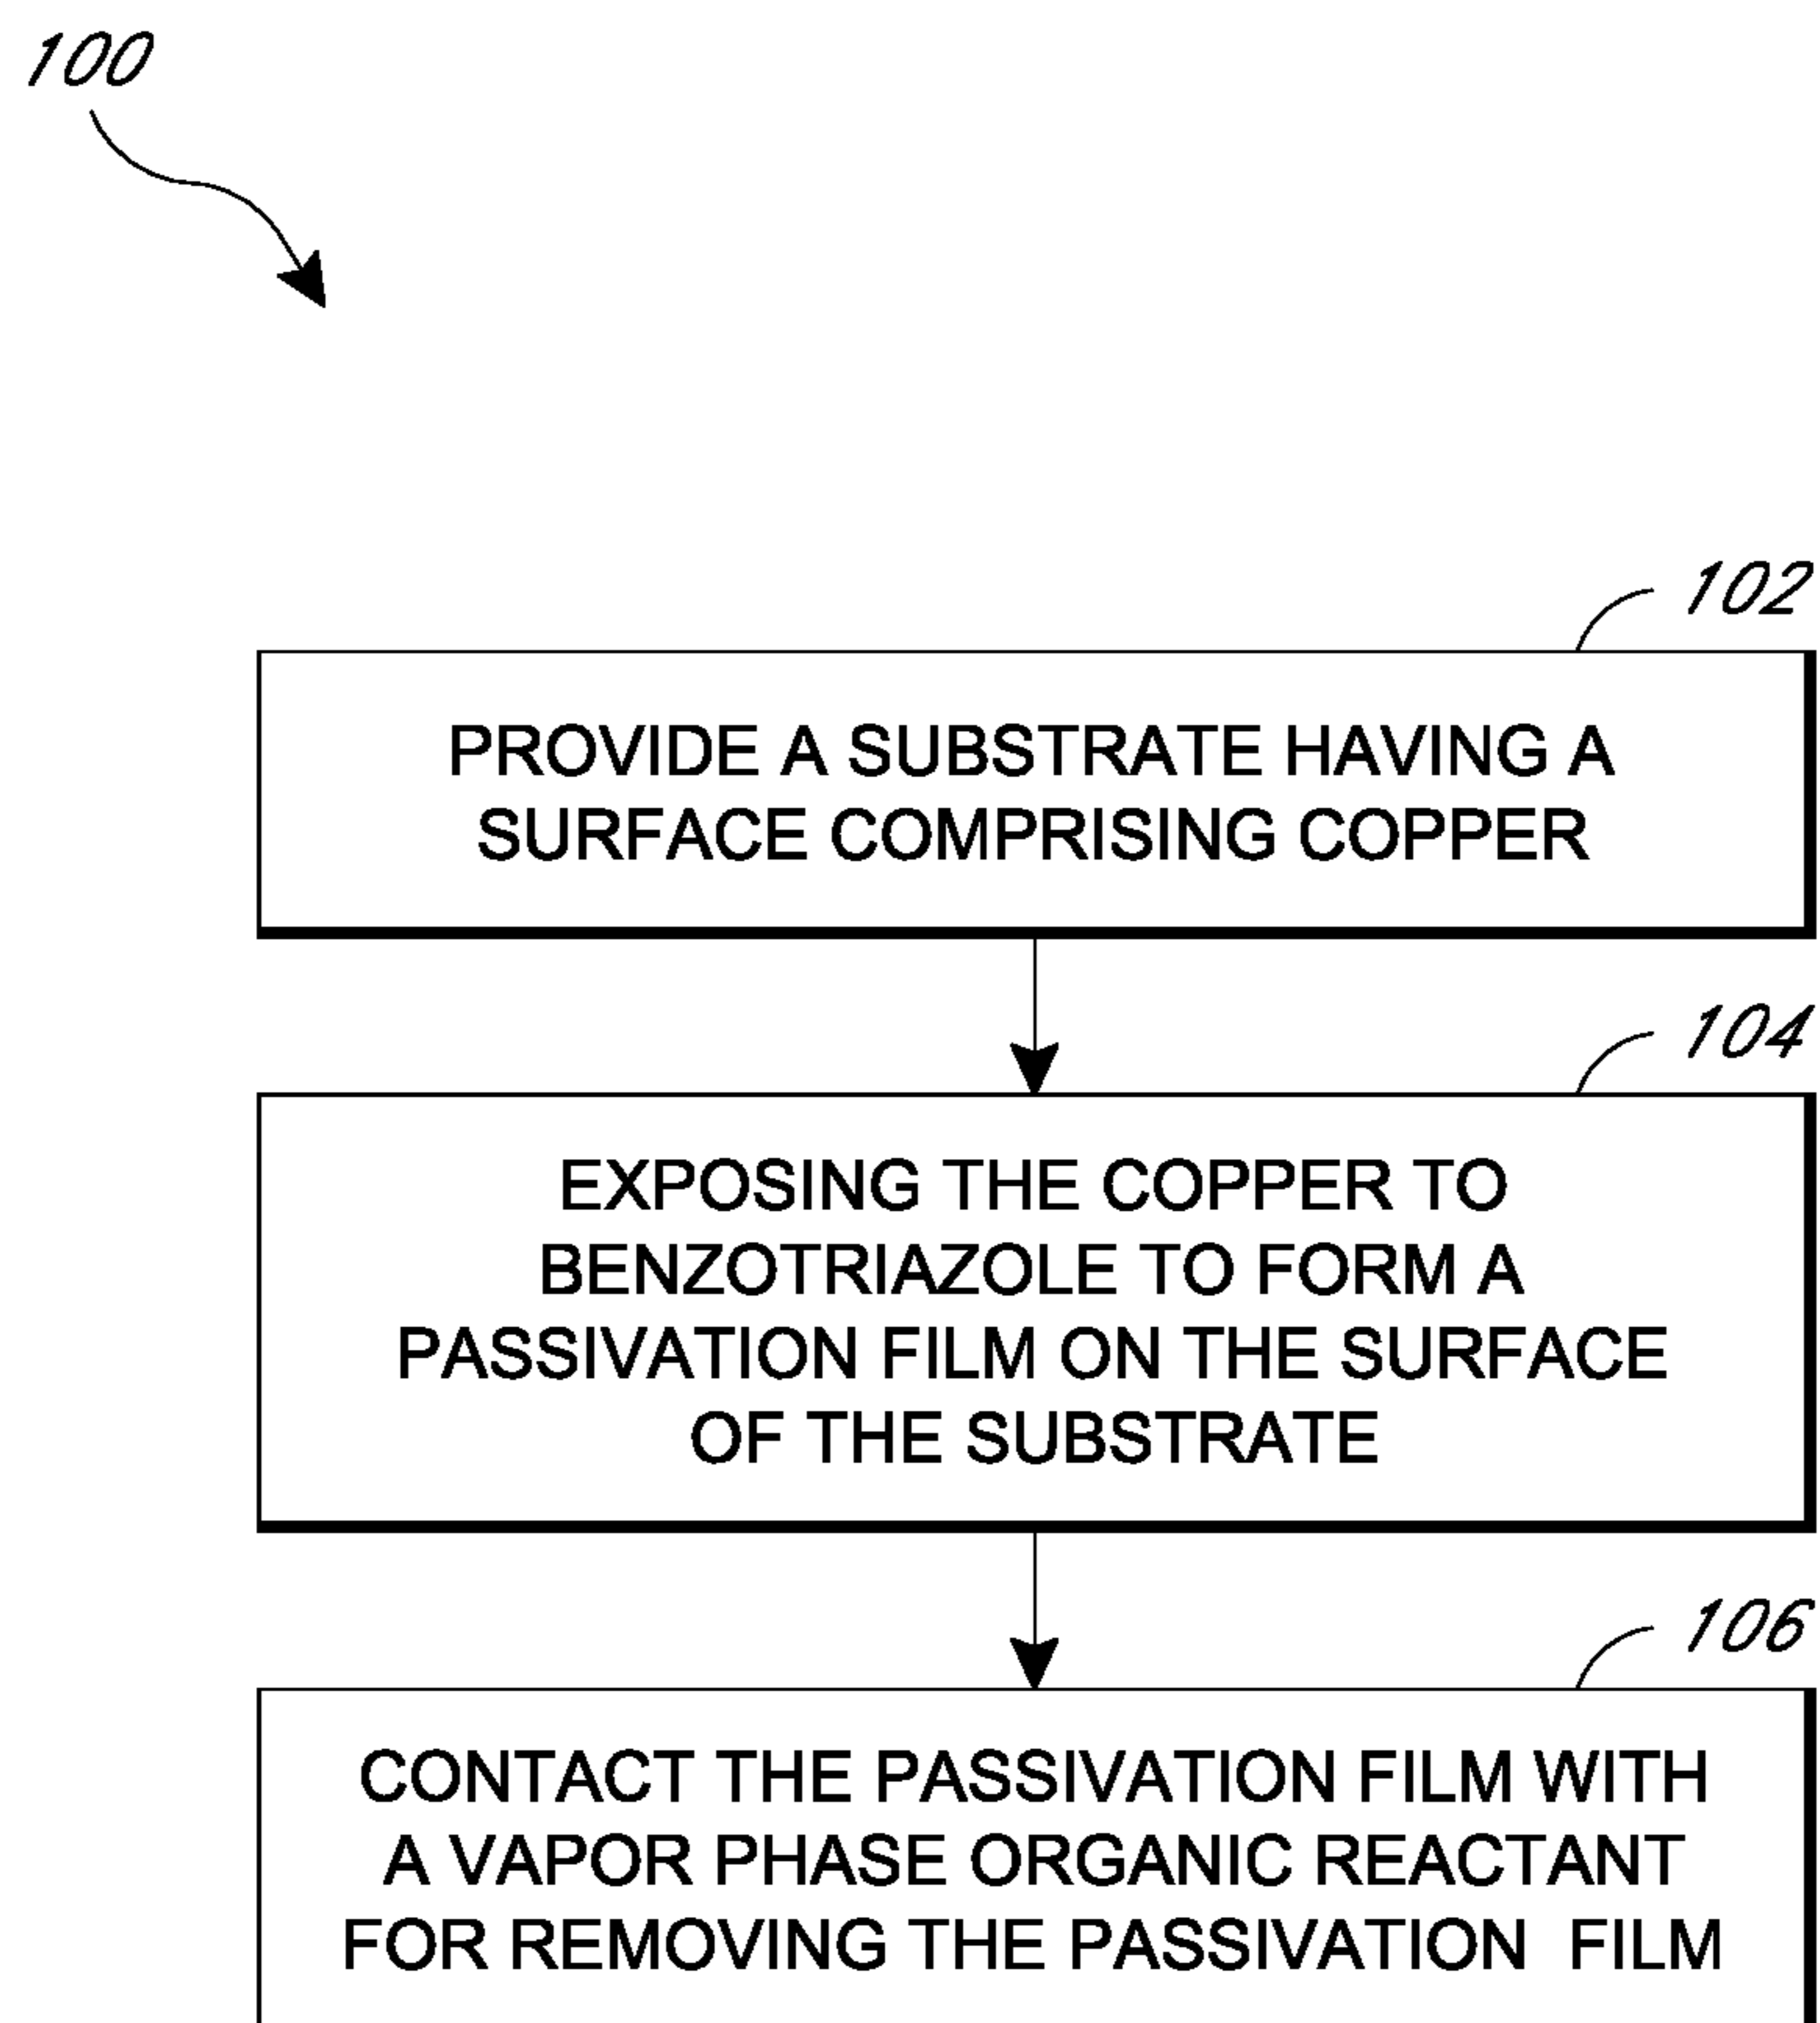 100
102
PROVIDE A SUBSTRATE HAVING A
SURFACE COMPRISING COPPER
104
EXPOSING THE COPPER TO
BENZOTRIAZOLE TO FORM A
PASSIVATION FILM ON THE SURFACE
OF THE SUBSTRATE
106
CONTACT THE PASSIVATION FILM WITH
A VAPOR PHASE ORGANIC REACTANT
FOR REMOVING THE PASSIVATION FILM